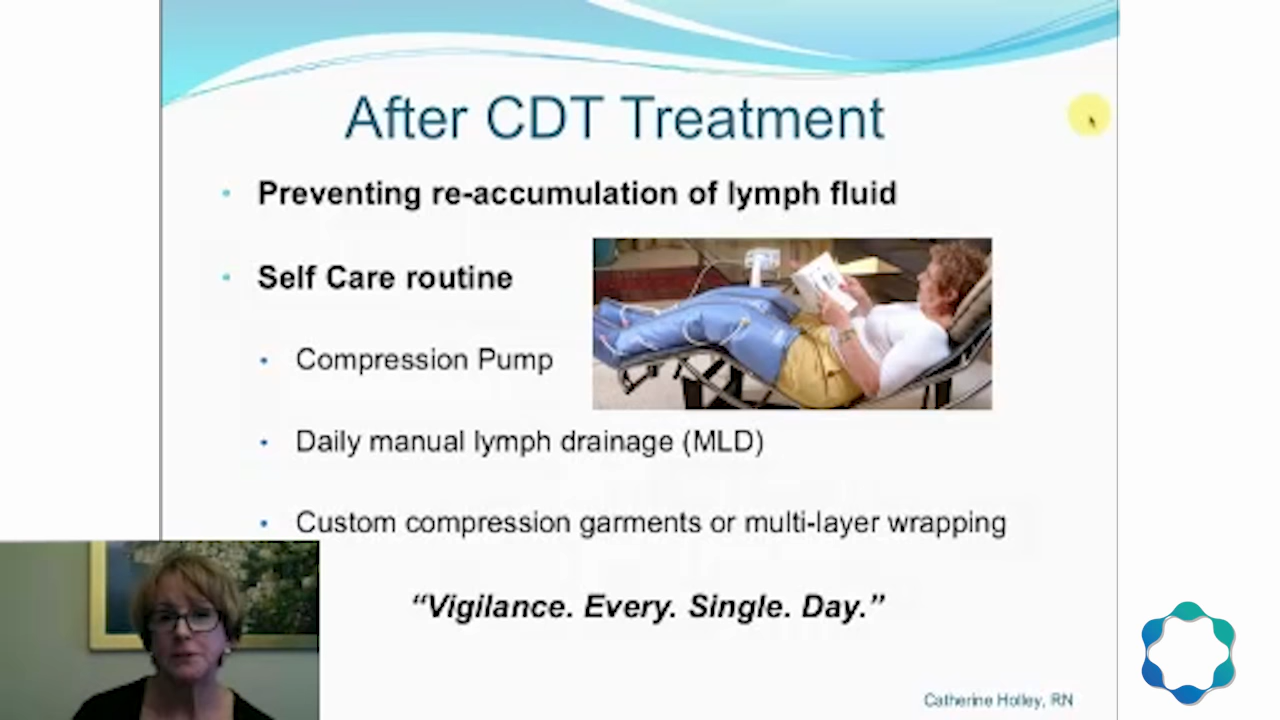 After CDT Treatment
Preventing re-accumulation of lymph fluid
Self Care routine
Compression Pump
Daily manual lymph drainage (MLD)
Custom compression garments or multi-layer wrapping
“Vigilance. Every. Single. Day.”
Catherine Holley, RN